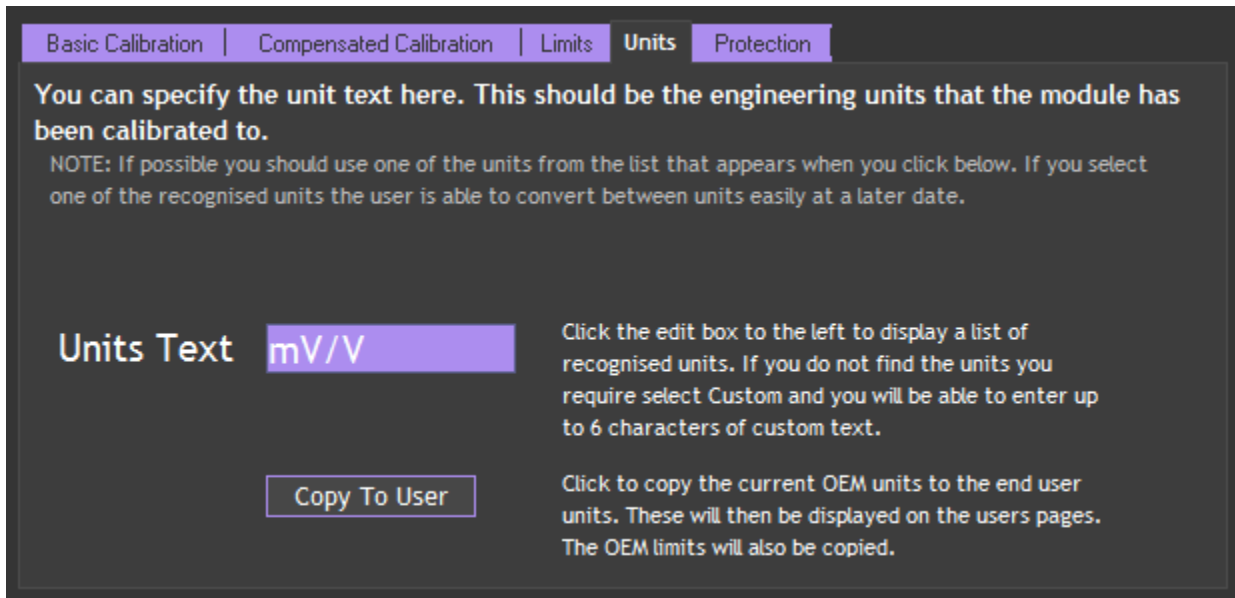 Basic Calibration | Compensated Calibration | Limits Units Protection
You can specify the unit text here. This should be the engineering units that the module has
been calibrated to.
NOTE: If possible you should use one of the units from the list that appears when you click below. If you select
one of the recognised units the user is able to convert between units easily at a later date.
Units Text mV/V
Click the edit box to the left to display a list of
recognised units. If you do not find the units you
require select Custom and you will be able to enter up
to 6 characters of custom text.
Copy To User
Click to copy the current OEM units to the end user
units. These will then be displayed on the users pages.
The OEM limits will also be copied.